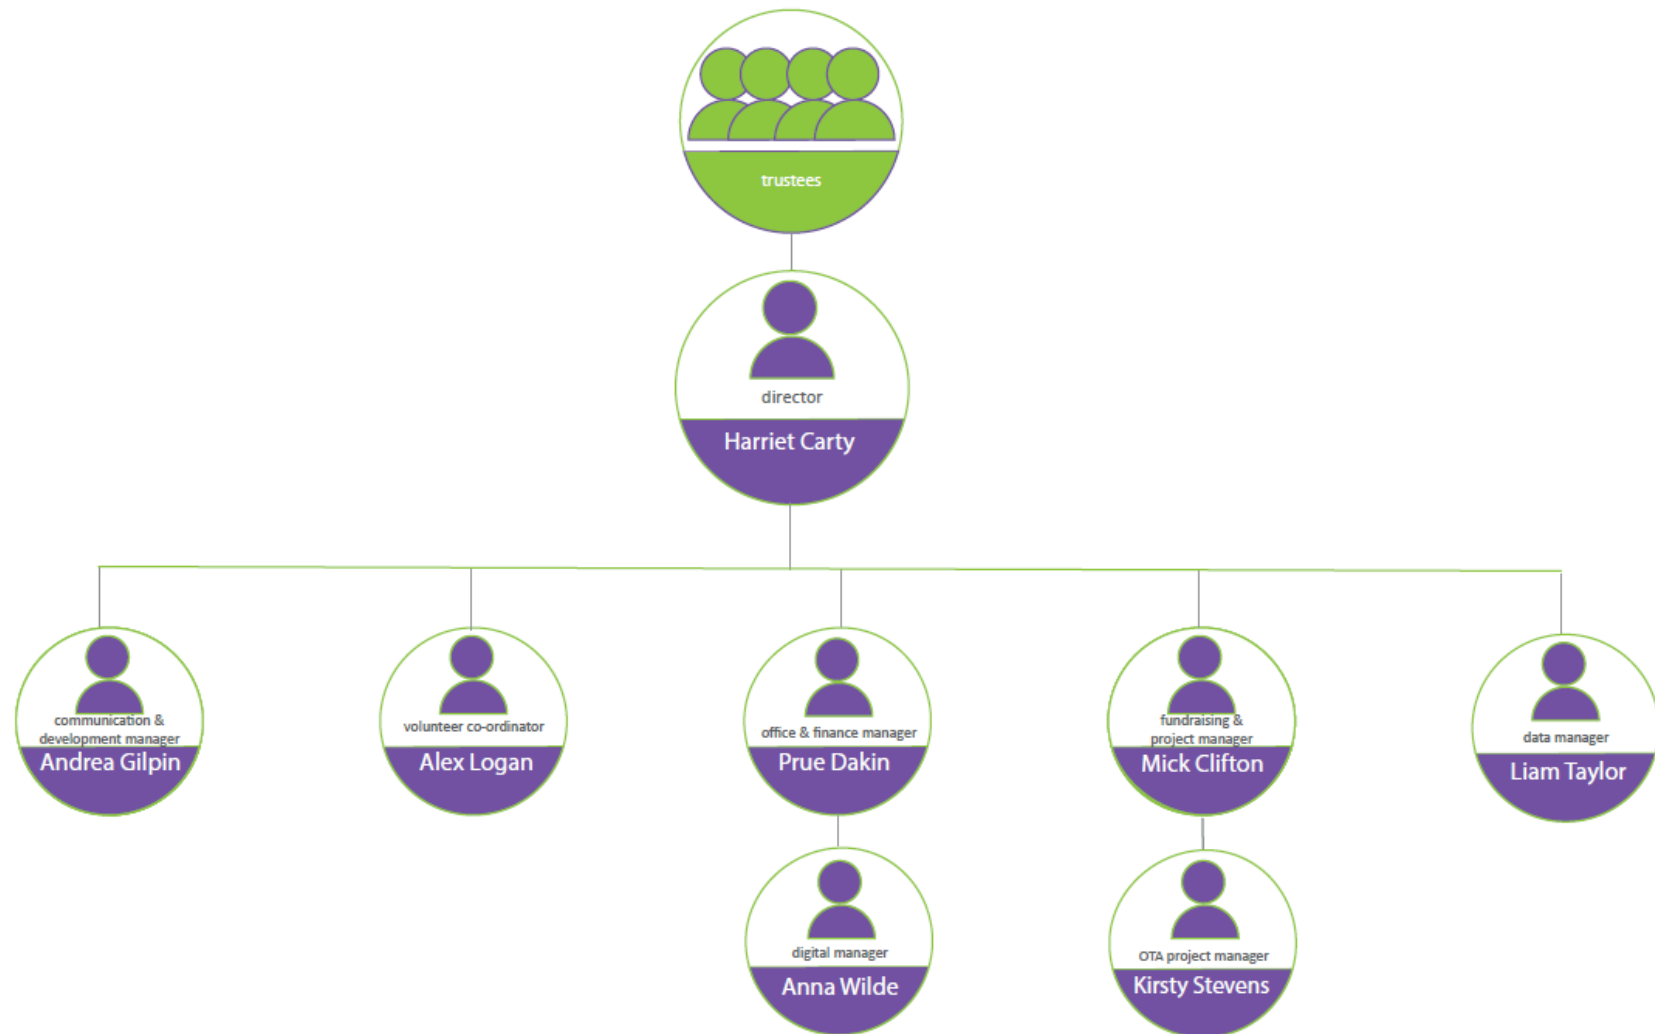 trustees
director
Harriet Carty
communication &
development manager
Andrea Gilpin
volunteer co-ordinator
Alex Logan
office & finance manager
Prue Dakin
fundraising &
project manager
Mick Clifton
data manager
Liam Taylor
digital manager
Anna Wilde
OTA project manager
Kirsty Stevens